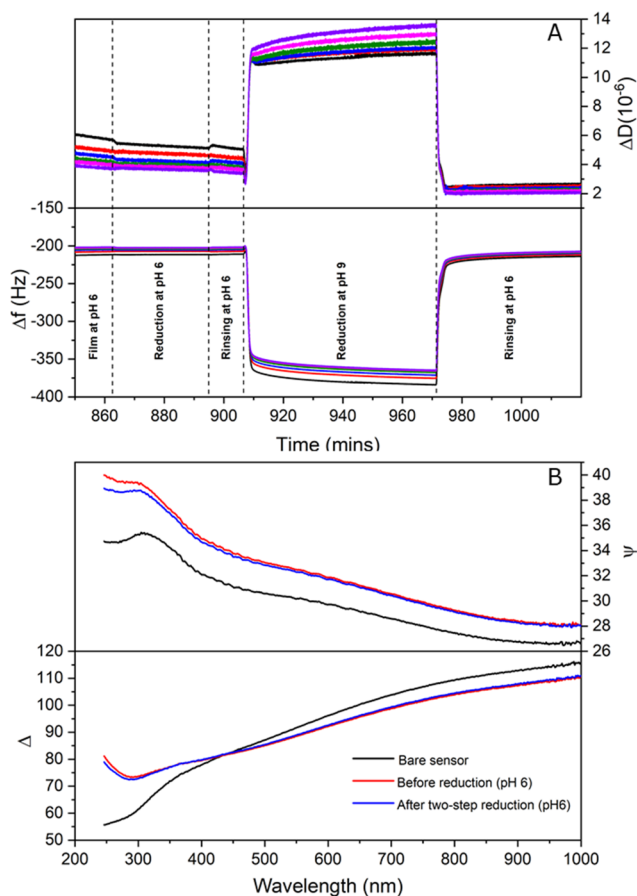 A
14
12
10
8
6
4
2
ΔD(10⁻⁶)
-150
-200
-250
-300
-350
-400
Δf (Hz)
Film at pH 6
Reduction at pH 6
Rinsing at pH 6
Reduction at pH 9
Rinsing at pH 6
860 880 900 920 940 960 980 1000
Time (mins)
B
40
38
36
34
32
30
28
26
Ψ
120
110
100
90
80
70
60
50
Δ
Bare sensor
Before reduction (pH 6)
After two-step reduction (pH6)
200 300 400 500 600 700 800 900 1000
Wavelength (nm)